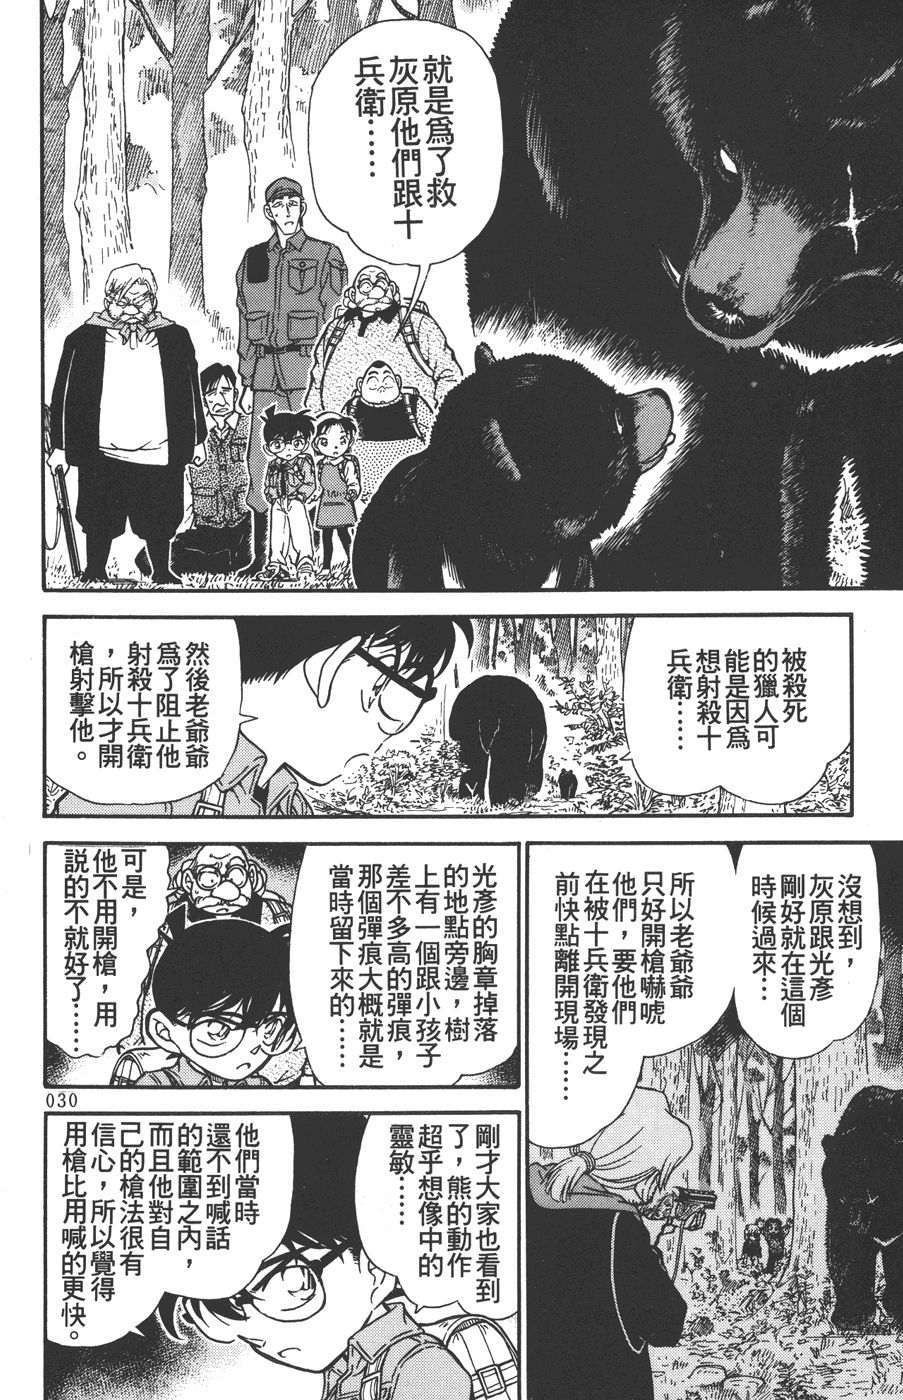 就是為了救
灰原他們跟十
兵衛……
被殺死
的獵人可
能是因為
想射殺十
兵衛……
然後老爺爺
為了阻止他
射殺十兵衛
，所以才開
槍射擊他。
沒想到，
灰原跟光彥
剛好就在這個
時候過來…
所以老爺爺
只好開槍嚇唬
他們，要他們
在被十兵衛發現之
前快點離開現場……
光彥的胸章掉落
的地點旁邊，樹
上有一個跟小孩子
差不多高的彈痕，
那個彈痕大概就是
當時留下來的……
可是，
他不用開槍，用
說的不就好了……
剛才大家也看到
了，熊的動作
超乎想像中的
靈敏……
他們當時
還不到喊話
的範圍之內，
而且他對自
己的槍法很有
信心，所以覺得
用槍比用喊的更快。
030